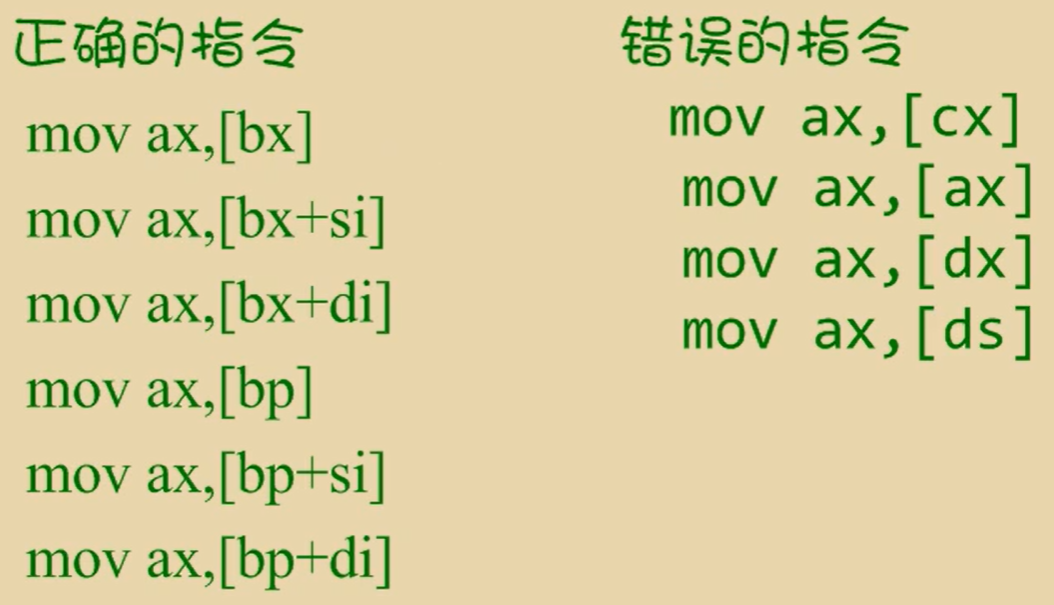 正确的指令
mov ax,[bx]
mov ax,[bx+si]
mov ax,[bx+di]
mov ax,[bp]
mov ax,[bp+si]
mov ax,[bp+di]
错误的指令
mov ax,[cx]
mov ax,[ax]
mov ax,[dx]
mov ax,[ds]